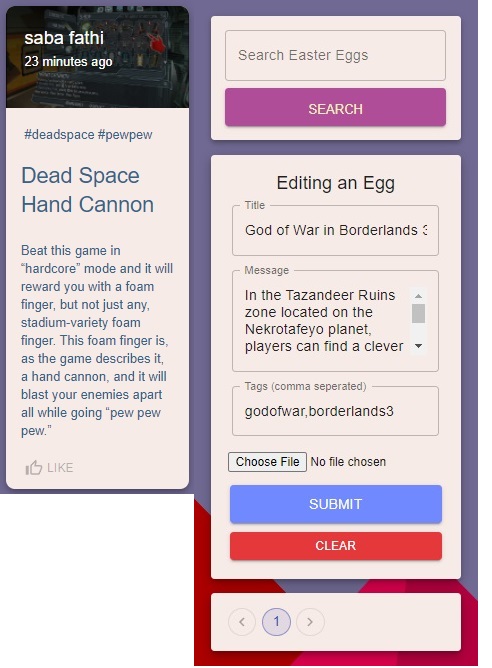 saba fathi
23 minutes ago
#deadspace #pewpew
Dead Space
Hand Cannon
Beat this game in
“hardcore” mode and it will
reward you with a foam
finger, but not just any,
stadium-variety foam
finger. This foam finger is,
as the game describes it,
a hand cannon, and it will
blast your enemies apart
all while going “pew pew
pew.”
LIKE
Search Easter Eggs
SEARCH
Editing an Egg
Title
God of War in Borderlands 3
Message
In the Tazandeer Ruins
zone located on the
Nekrotafeyo planet,
players can find a clever
Tags (comma seperated)
godofwar,borderlands3
Choose File No file chosen
SUBMIT
CLEAR
1